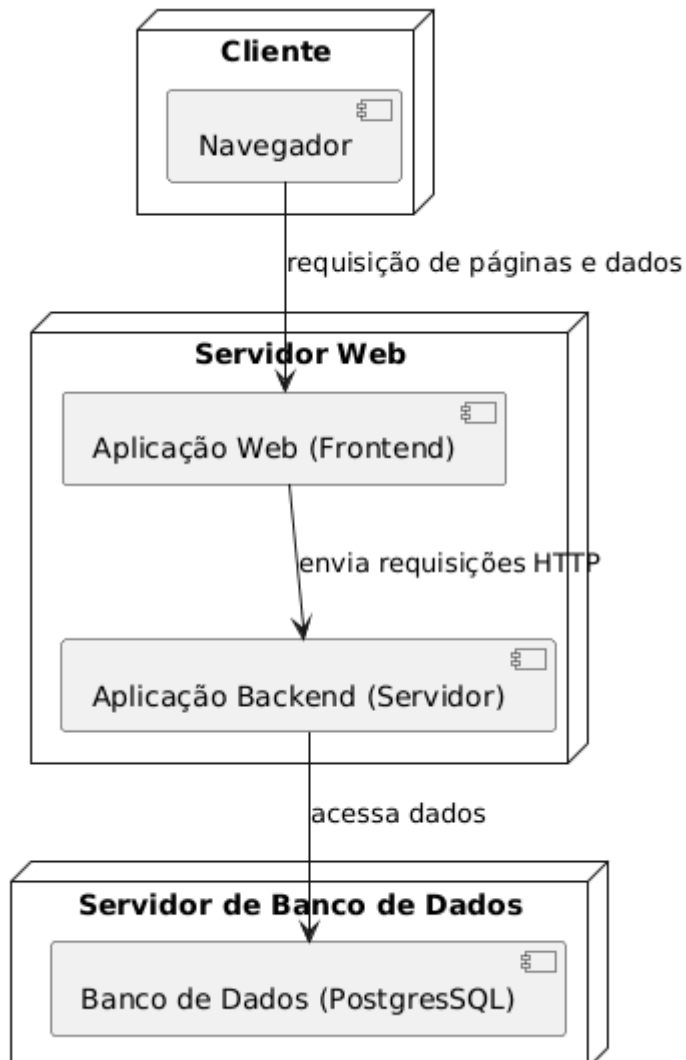 Cliente
Navegador
requisição de páginas e dados
Servidor Web
Aplicação Web (Frontend)
envia requisições HTTP
Aplicação Backend (Servidor)
acessa dados
Servidor de Banco de Dados
Banco de Dados (PostgresSQL)